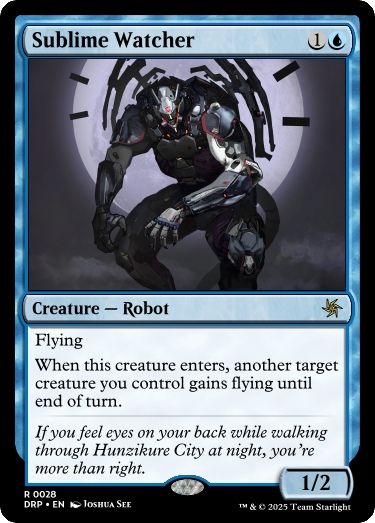 Sublime Watcher 1
Creature — Robot
Flying
When this creature enters, another target
creature you control gains flying until
end of turn.
If you feel eyes on your back while walking
through Hunzikure City at night, you’re
more than right.
1/2
R 0028
DRP • EN Joshua See
™ & © 2025 Team Starlight